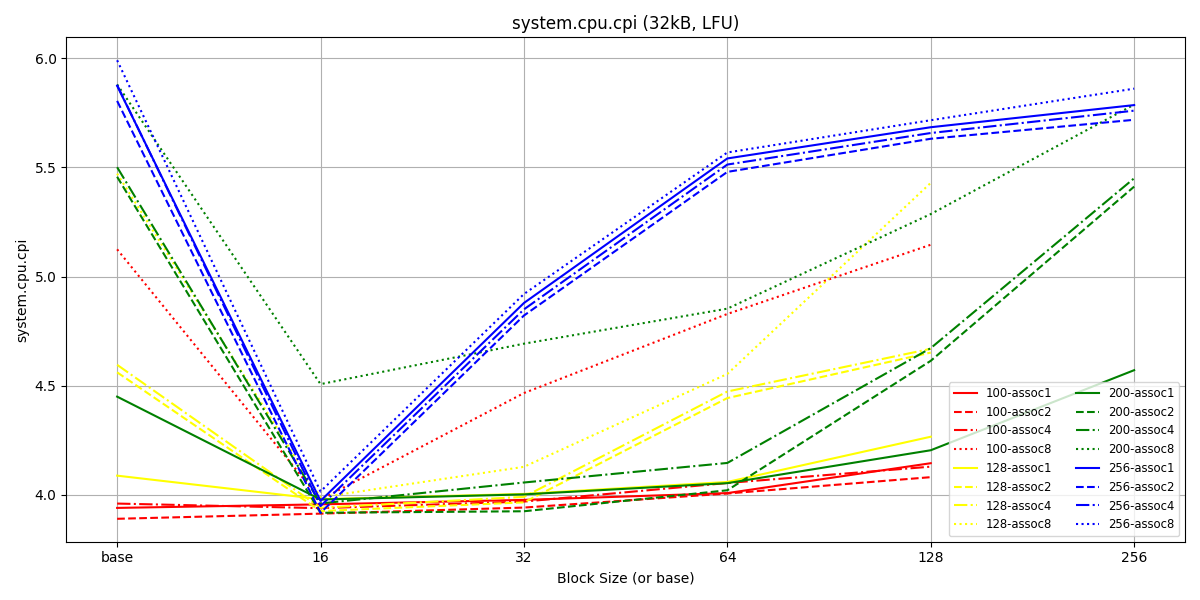 system.cpu.cpi (32kB, LFU)
system.cpu.cpi
6.0
5.5
5.0
4.5
4.0
base 16 32 64 128 256
Block Size (or base)
100-assoc1
100-assoc2
100-assoc4
100-assoc8
128-assoc1
128-assoc2
128-assoc4
128-assoc8
200-assoc1
200-assoc2
200-assoc4
200-assoc8
256-assoc1
256-assoc2
256-assoc4
256-assoc8